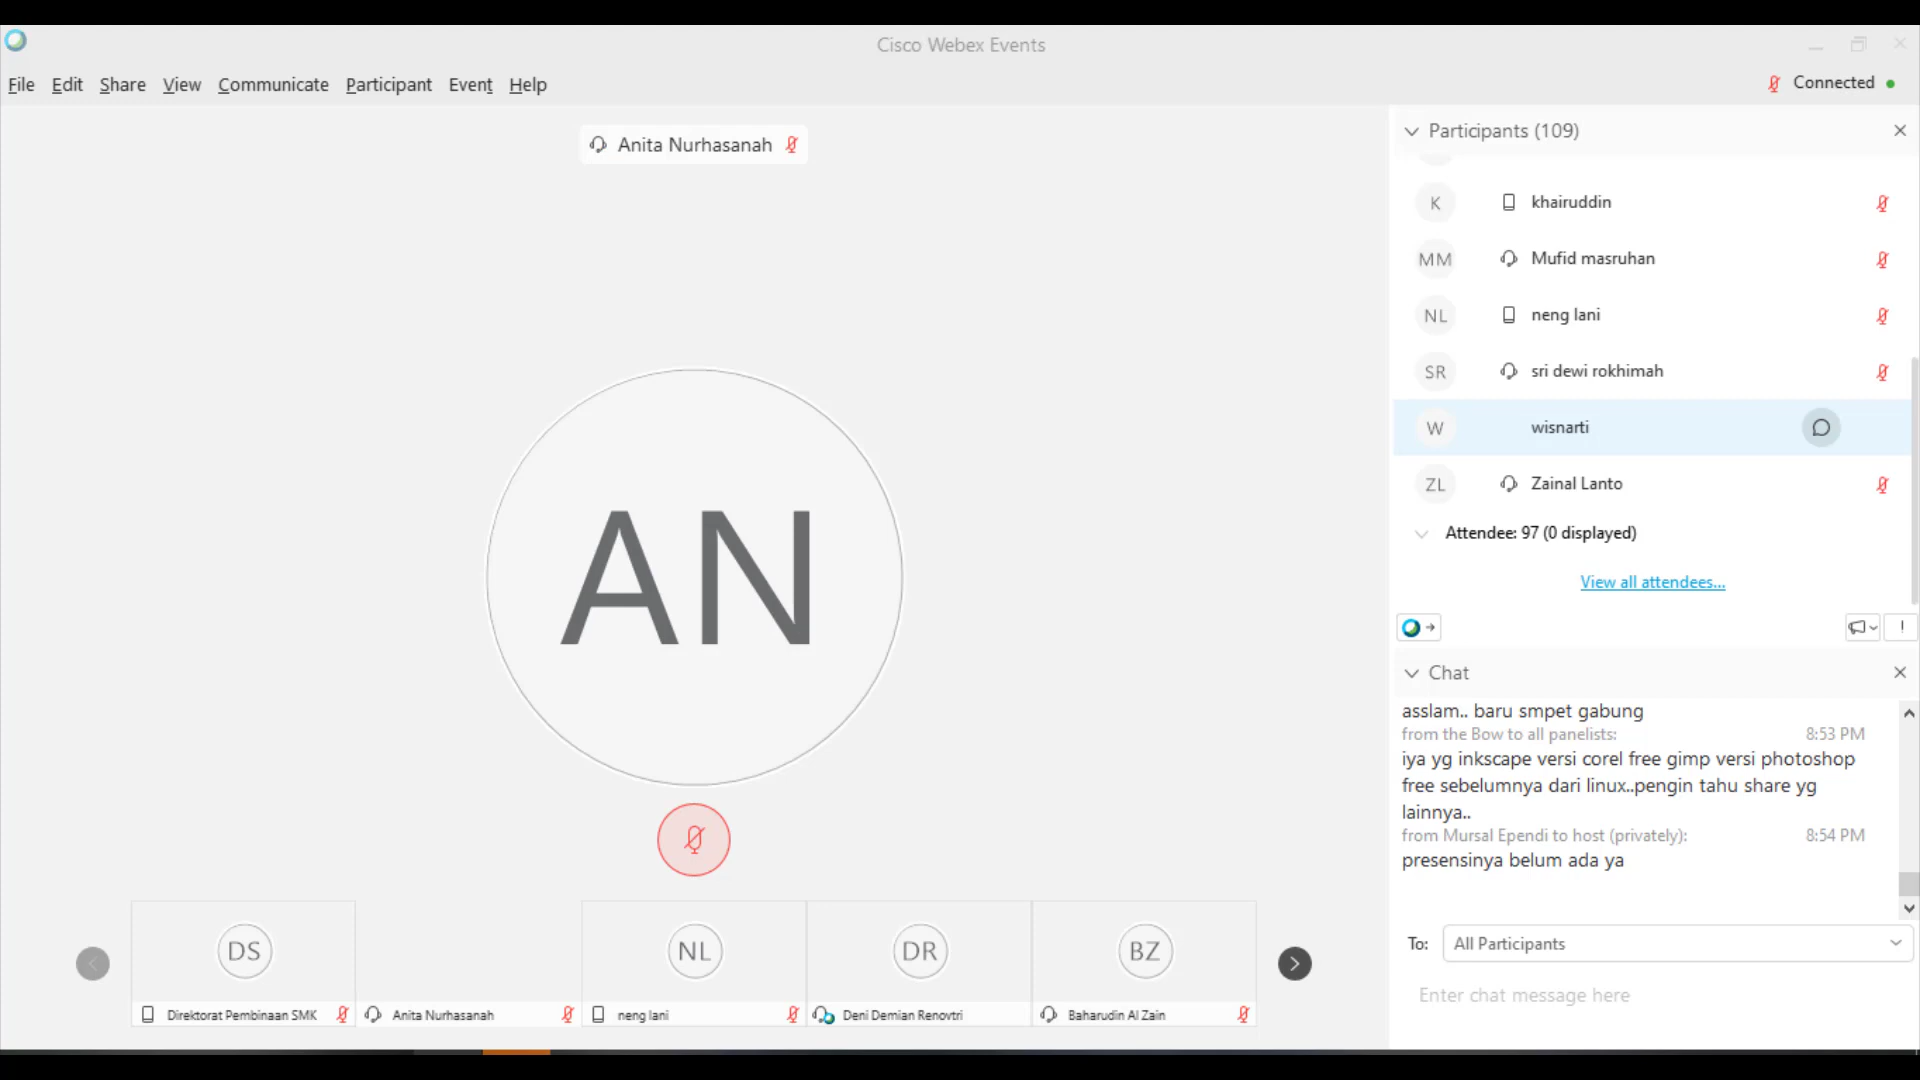 Cisco Webex Events
File Edit Share View Communicate Participant Event Help
Connected
Anita Nurhasanah
AN
DS
Direktorat Pembinaan SMK
Anita Nurhasanah
NL
neng lani
DR
Deni Demian Renovtri
BZ
Baharudin Al Zain
Participants (109)
K khairuddin
MM Mufid masruhan
NL neng lani
SR sri dewi rokhimah
W wisnarti
ZL Zainal Lanto
Attendee: 97 (0 displayed)
View all attendees...
Chat
asslam.. baru smpet gabung
from the Bow to all panelists: 8:53 PM
iya yg inkscape versi corel free gimp versi photoshop
free sebelumnya dari linux..pengin tahu share yg
lainnya..
from Mursal Ependi to host (privately): 8:54 PM
presensinya belum ada ya
To: All Participants
Enter chat message here